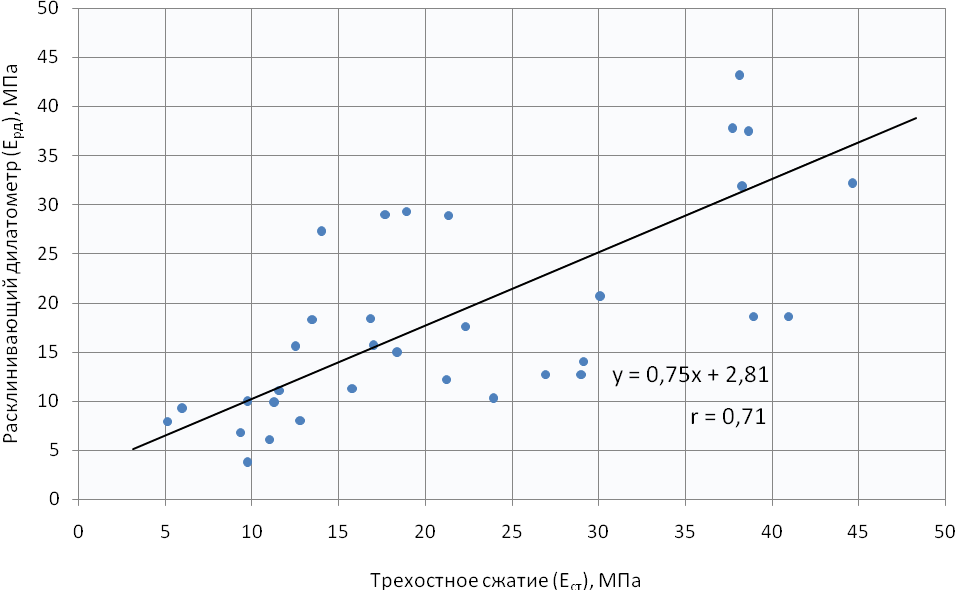 50
45
40
35
30
25
20
15
10
5
0
Расклинивающий дилатометр (Eрд), МПа
y = 0,75x + 2,81
r = 0,71
0 5 10 15 20 25 30 35 40 45 50
Трехостное сжатие (Eст), МПа